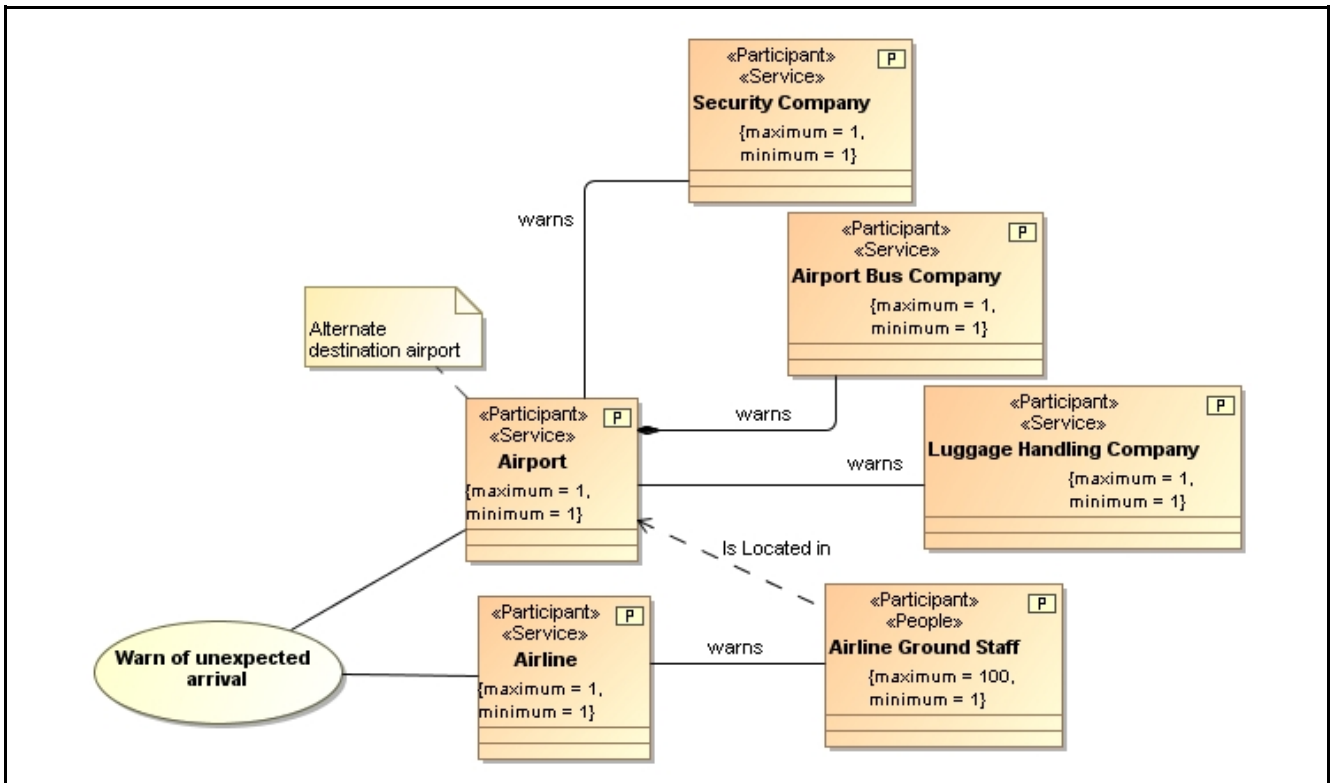 «Participant»
P
«Service»
Security Company
{maximum = 1,
minimum = 1}
warns
«Participant»
P
«Service»
Airport Bus Company
{maximum = 1,
minimum = 1}
Alternate
destination airport
«Participant»
P
«Service»
Airport
{maximum = 1,
minimum = 1}
warns
«Participant»
P
«Service»
Luggage Handling Company
{maximum = 1,
minimum = 1}
warns
Is Located in
Warn of unexpected
arrival
«Participant»
P
«Service»
Airline
{maximum = 1,
minimum = 1}
warns
«Participant»
P
«People»
Airline Ground Staff
{maximum = 100,
minimum = 1}